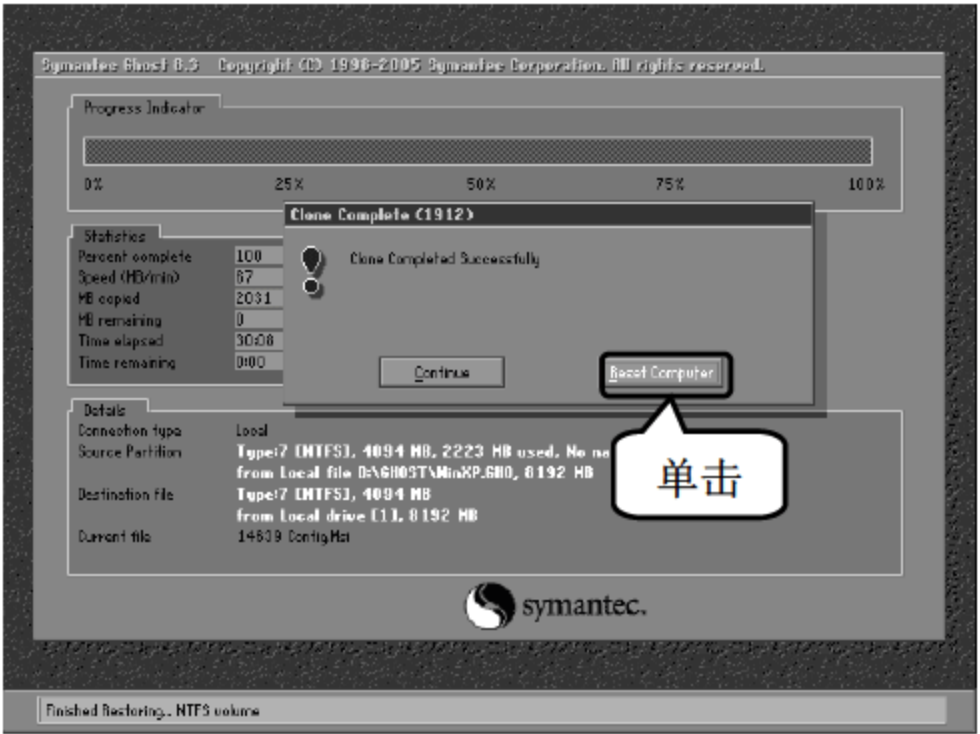 Symantec Ghost 8.3 Copyright (C) 1998-2005 Symantec Corporation. All rights reserved.
Progress Indicator
0% 25% 50% 75% 100%
Clone Complete (1912)
Clone Completed Successfully
Continue
Reset Computer
单击
Statistics
Percent complete 100
Speed (MB/min) 67
MB copied 2031
MB remaining 0
Time elapsed 30:08
Time remaining 0:00
Details
Connection type Local
Source Partition Type:7 [NTFS], 4094 MB, 2223 MB used, No na
from Local file D:\GHOST\WinXP.GHO, 8192 MB
Destination file Type:7 [NTFS], 4094 MB
from Local drive [1], 8192 MB
Current file 14639 Config.Msi
symantec.
Finished Restoring... NTFS volume